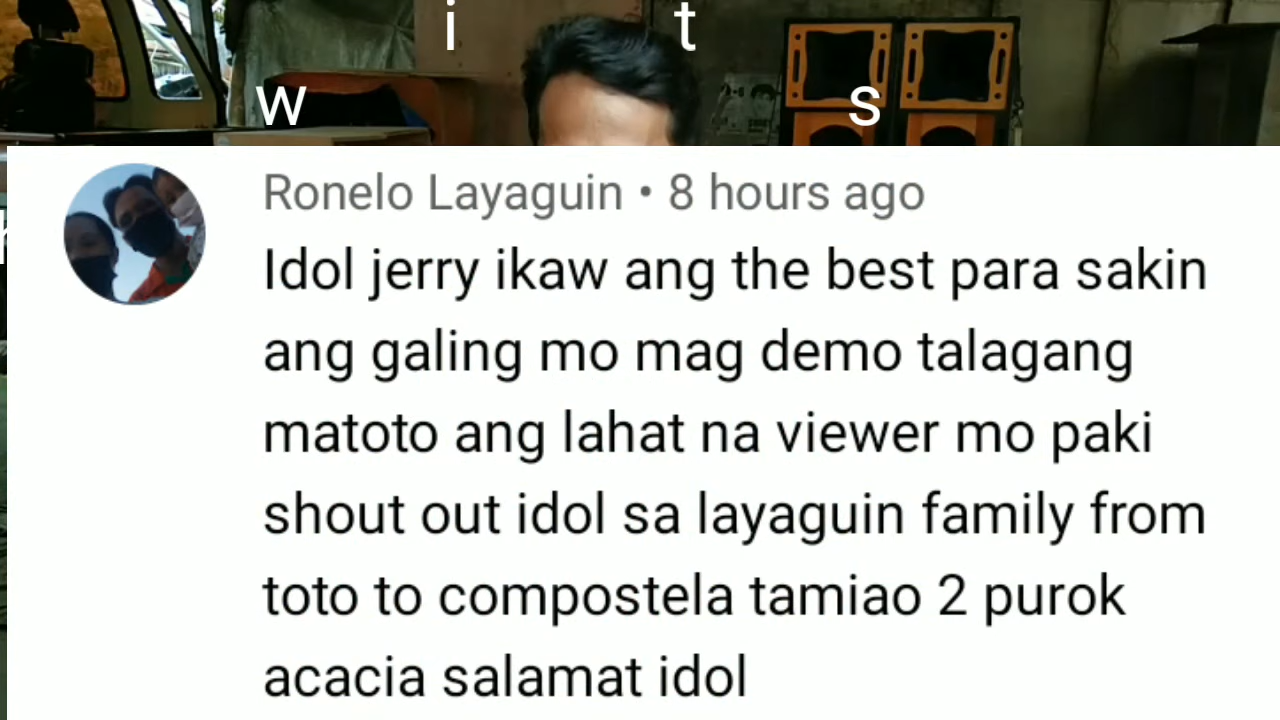 i t
w s
Ronelo Layaguin • 8 hours ago
Idol jerry ikaw ang the best para sakin
ang galing mo mag demo talagang
matoto ang lahat na viewer mo paki
shout out idol sa layaguin family from
toto to compostela tamiao 2 purok
acacia salamat idol